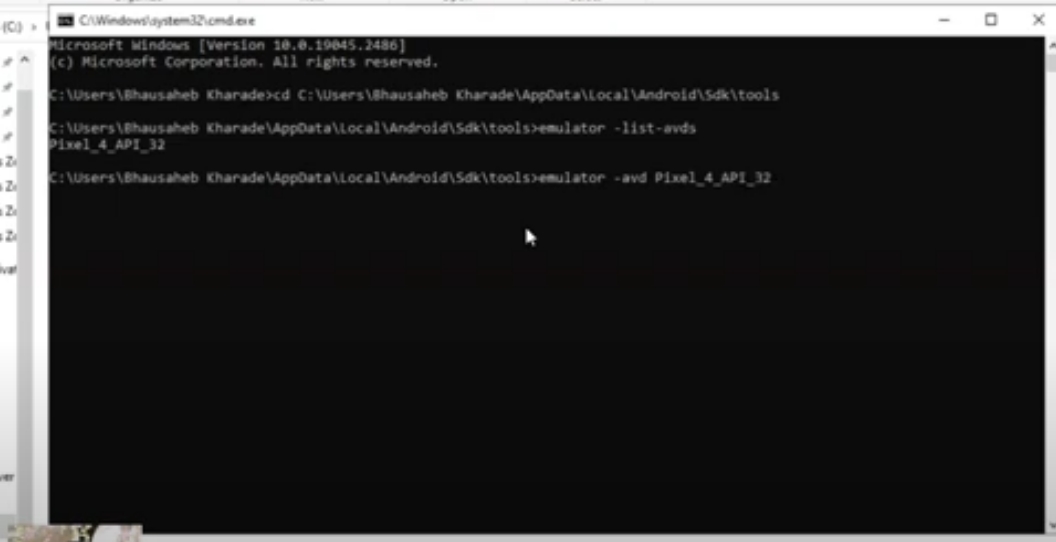 (C:)
C:\Windows\system32\cmd.exe
Microsoft Windows [Version 10.0.19045.2486]
(c) Microsoft Corporation. All rights reserved.
C:\Users\Bhausaheb Kharade>cd C:\Users\Bhausaheb Kharade\AppData\Local\Android\Sdk\tools
C:\Users\Bhausaheb Kharade\AppData\Local\Android\Sdk\tools>emulator -list-avds
Pixel_4_API_32
C:\Users\Bhausaheb Kharade\AppData\Local\Android\Sdk\tools>emulator -avd Pixel_4_API_32